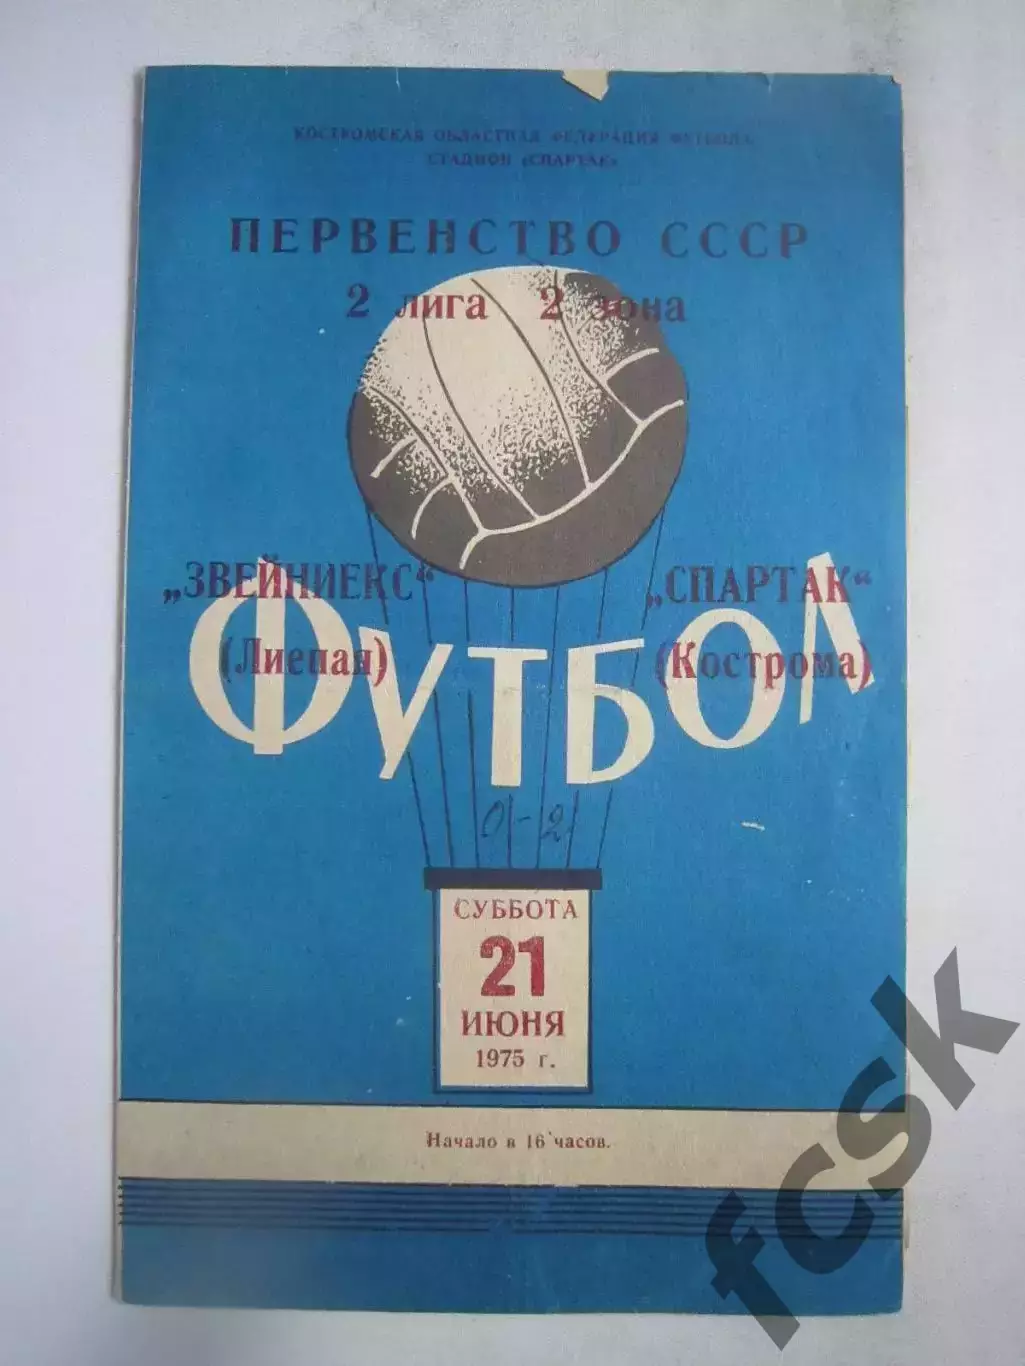 КОСТРОМСКАЯ ОБЛАСТНАЯ ФЕДЕРАЦИЯ ФУТБОЛА
СТАДИОН «СПАРТАК»
ПЕРВЕНСТВО СССР
2 лига 2 зона
„ЗВЕЙНИЕКС“ „СПАРТАК“
(Лиепая) (Кострома)
ФУТБОЛ
0-2
СУББОТА
21
ИЮНЯ
1975 г.
Начало в 16 часов.
fcsk